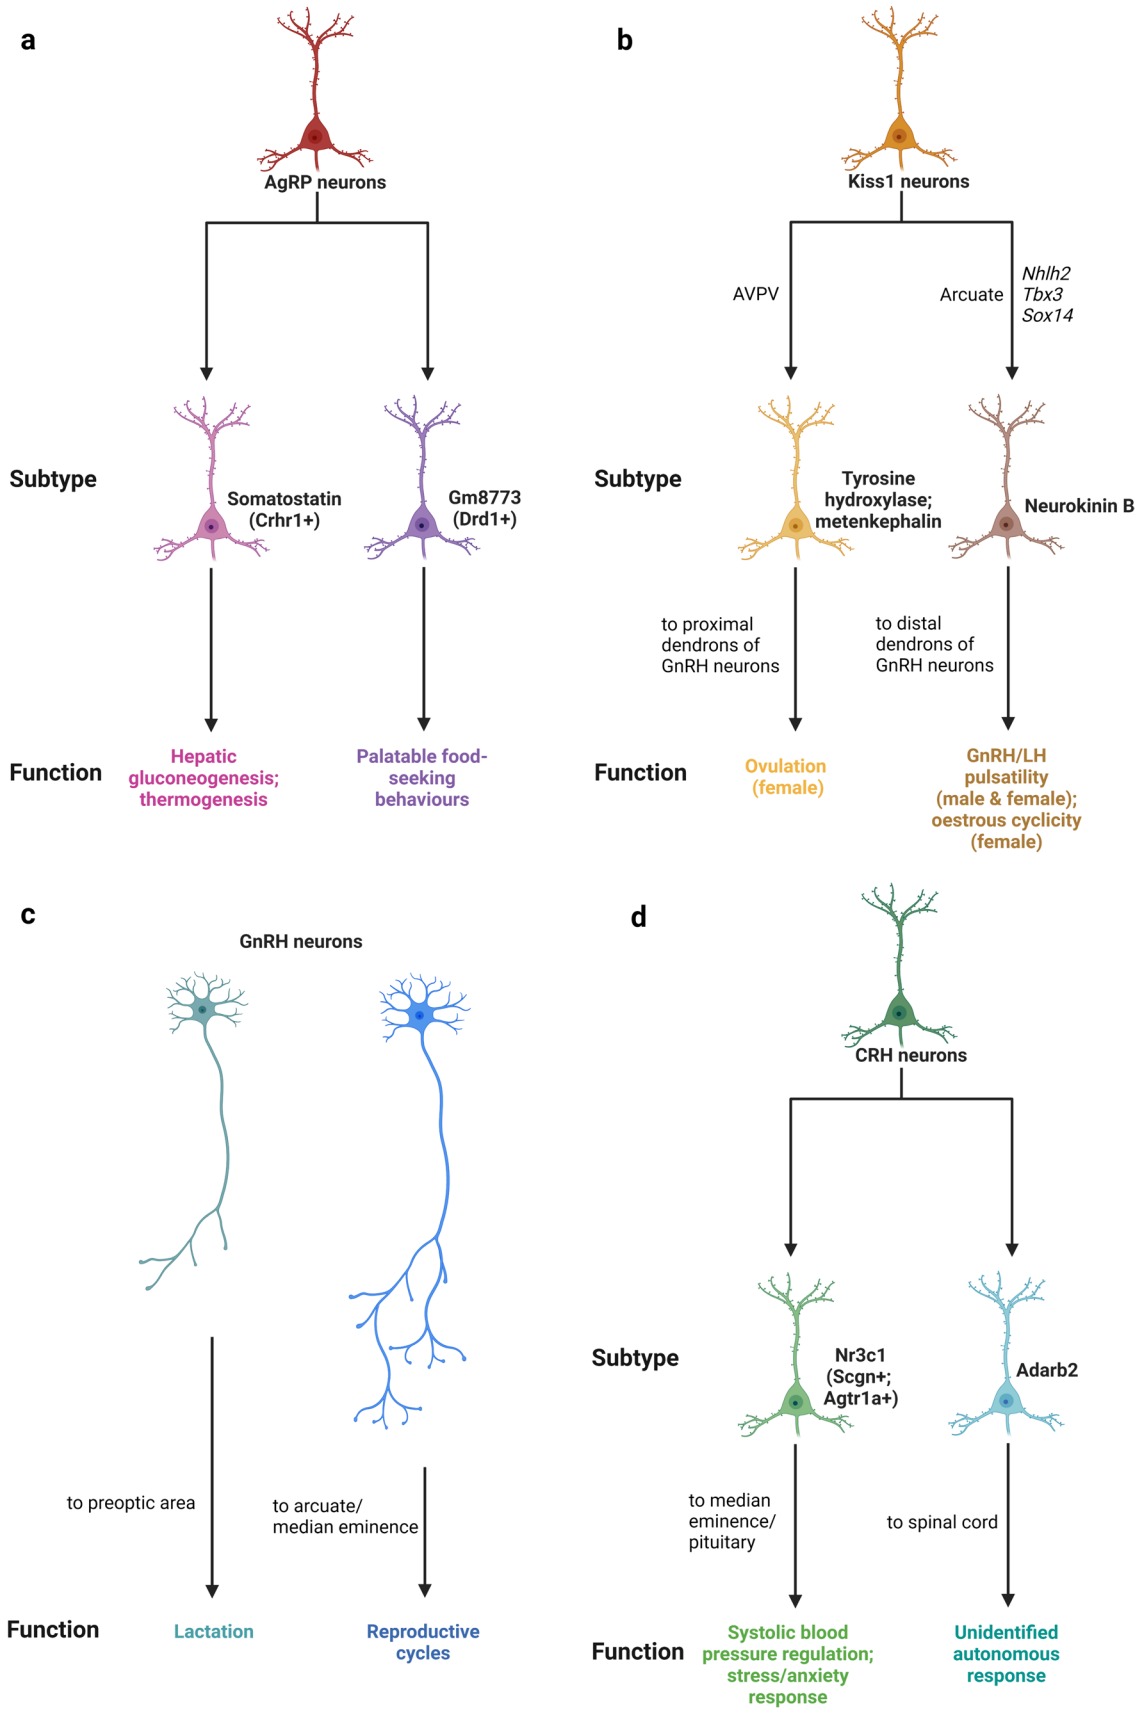 a
AgRP neurons
Subtype
Somatostatin
(Crhr1+)
Gm8773
(Drd1+)
Function
Hepatic
gluconeogenesis;
thermogenesis
Palatable food-
seeking
behaviours
b
Kiss1 neurons
AVPV
Arcuate
Nhlh2
Tbx3
Sox14
Subtype
Tyrosine
hydroxylase;
metenkephalin
Neurokinin B
to proximal
dendrons of
GnRH neurons
to distal
dendrons of
GnRH neurons
Function
Ovulation
(female)
GnRH/LH
pulsatility
(male & female);
oestrous cyclicity
(female)
c
GnRH neurons
to preoptic area
to arcuate/
median eminence
Function
Lactation
Reproductive
cycles
d
CRH neurons
Subtype
Nr3c1
(Scgn+;
Agtr1a+)
Adarb2
to median
eminence/
pituitary
to spinal cord
Function
Systolic blood
pressure regulation;
stress/anxiety
response
Unidentified
autonomous
response